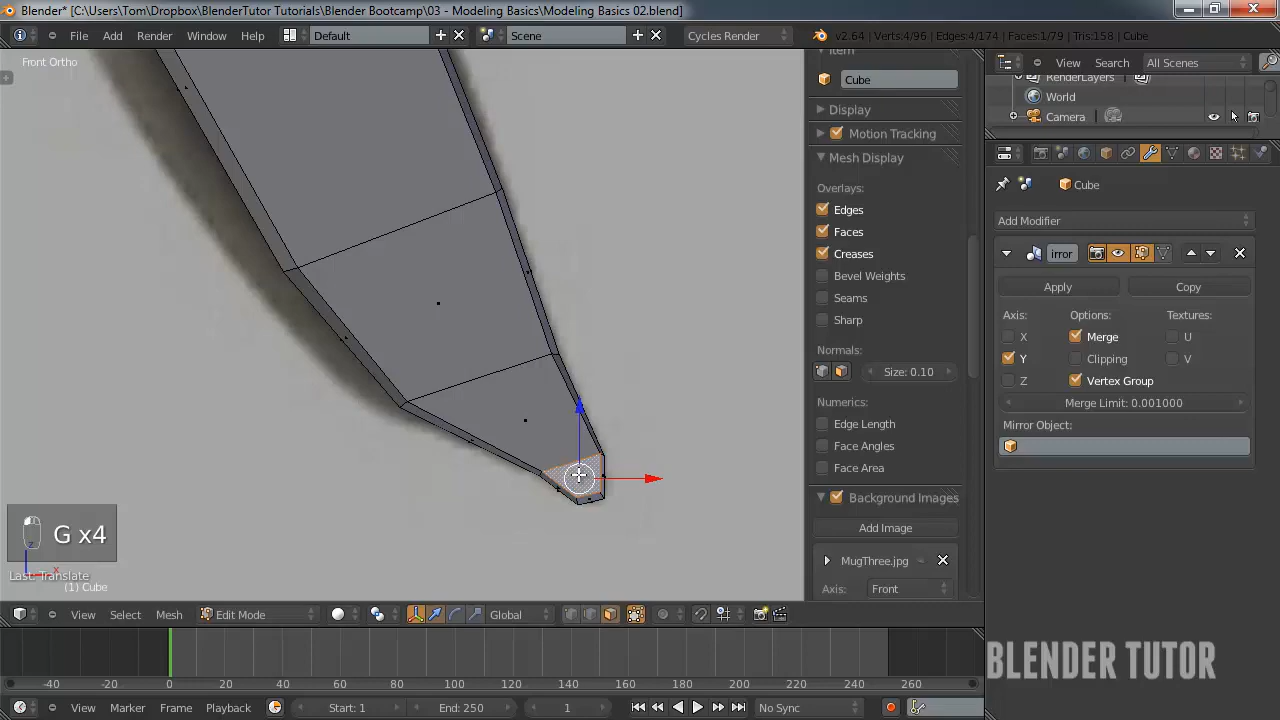 Blender* [C:\Users\Tom\Dropbox\BlenderTutor Tutorials\Blender Bootcamp\03 - Modeling Basics\Modeling Basics 02.blend]
File Add Render Window Help Default Scene Cycles Render v2.64 | Verts:4/96 | Edges:4/174 | Faces:1/79 | Tris:158 | Cube
Front Ortho
Item
Cube
Display
Motion Tracking
Mesh Display
Overlays:
Edges
Faces
Creases
Bevel Weights
Seams
Sharp
Normals:
Size: 0.10
Numerics:
Edge Length
Face Angles
Face Area
Background Images
Add Image
MugThree.jpg
Axis: Front
View Search All Scenes
RenderLayers
World
Camera
Cube
Add Modifier
irror
Apply Copy
Axis: Options: Textures:
X Merge U
Y Clipping V
Z Vertex Group
Merge Limit: 0.001000
Mirror Object:
G x4
Last: Translate
(1) Cube
z
x
View Select Mesh Edit Mode Global
-40 -20 0 20 40 60 80 100 120 140 160 180 200 220 240 260
View Marker Frame Playback Start: 1 End: 250 1 No Sync
BLENDER TUTOR